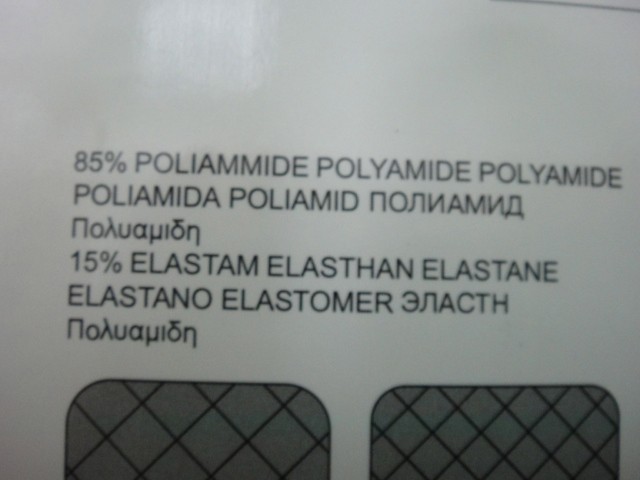 85% POLIAMMIDE POLYAMIDE POLYAMIDE
POLIAMIDA POLIAMID ПОЛИАМИД
Πολυαμιδη
15% ELASTAM ELASTHAN ELASTANE
ELASTANO ELASTOMER ЭЛАСТН
Πολυαμιδη